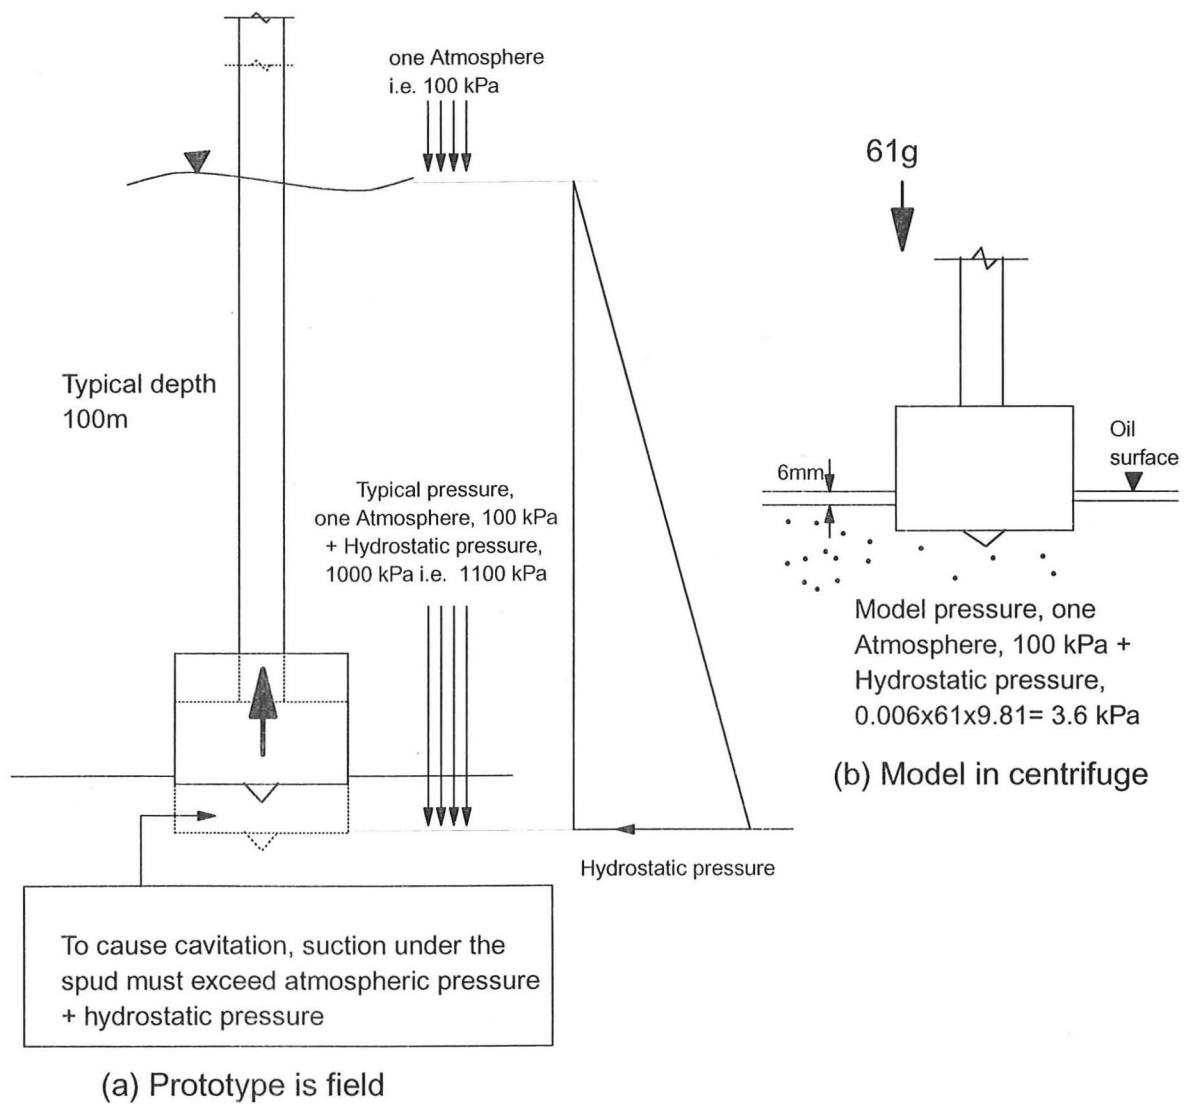 one Atmosphere
i.e. 100 kPa
61g
Typical depth
100m
Oil
surface
6mm
Typical pressure,
one Atmosphere, 100 kPa
+ Hydrostatic pressure,
1000 kPa i.e. 1100 kPa
Model pressure, one
Atmosphere, 100 kPa +
Hydrostatic pressure,
0.006x61x9.81= 3.6 kPa
(b) Model in centrifuge
Hydrostatic pressure
To cause cavitation, suction under the
spud must exceed atmospheric pressure
+ hydrostatic pressure
(a) Prototype is field